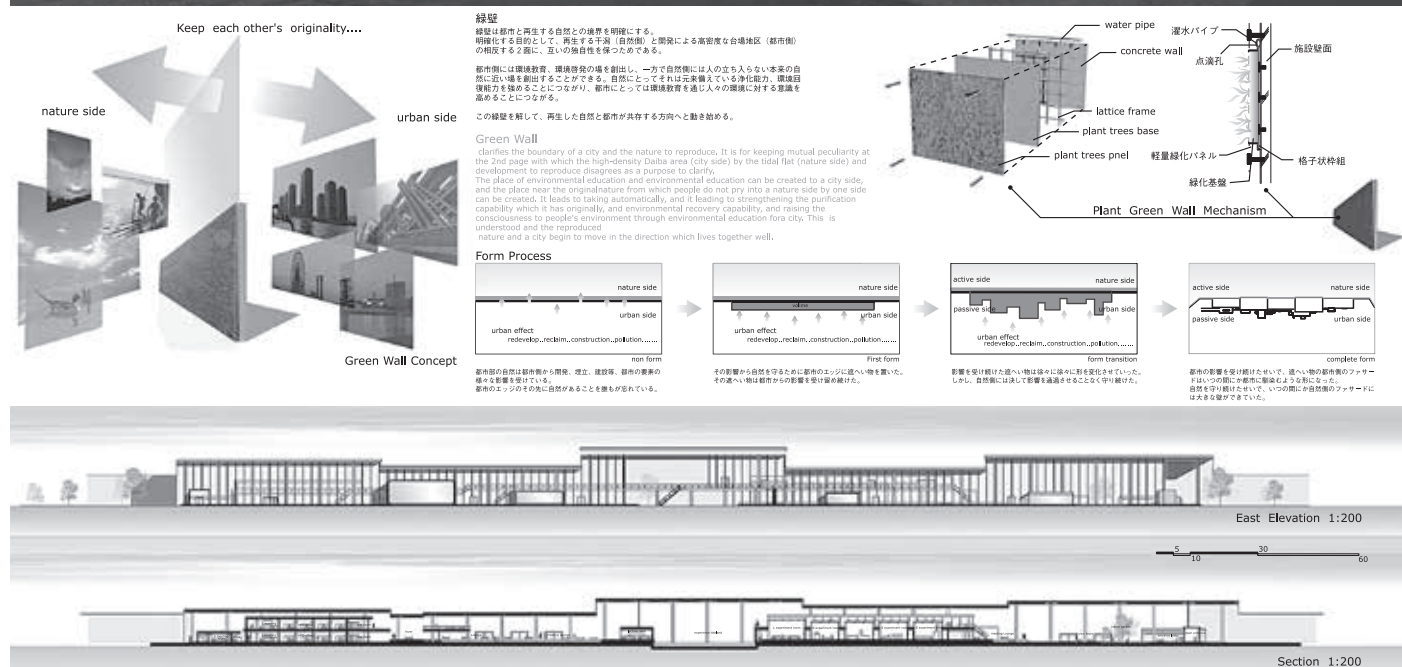 Keep each other's originality....
nature side
urban side
Green Wall Concept
緑壁
緑壁は都市と再生する自然との境界を明確にする。
明確化する目的として、再生する干潟（自然側）と開発による高密度な台場地区（都市側）
の相反する２面に、互いの独自性を保つためである。
都市側には環境教育、環境啓発の場を創出し、一方で自然側には人の立ち入らない本来の自
然に近い場を創出することができる。自然にとってそれは元来備えている浄化能力、環境回
復能力を強めることにつながり、都市にとっては環境教育を通じ人々の環境に対する意識を
高めることにつながる。
この緑壁を解して、再生した自然と都市が共存する方向へと動き始める。
Green Wall
clarifies the boundary of a city and the nature to reproduce. It is for keeping mutual peculiarity at
the 2nd page with which the high-density Daiba area (city side) by the tidal flat (nature side) and
development to reproduce disagrees as a purpose to clarify.
The place of environmental education and environmental education can be created to a city side,
and the place near the originalnature from which people do not pry into a nature side by one side
can be created. It leads to taking automatically, and it leading to strengthening the purification
capability which it has originally, and environmental recovery capability, and raising the
consciousness to people's environment through environmental education fora city. This is
understood and the reproduced
nature and a city begin to move in the direction which lives together well.
water pipe
concrete wall
lattice frame
plant trees base
plant trees pnel
潅水パイプ
点滴孔
施設壁面
軽量緑化パネル
格子状枠組
緑化基盤
Plant Green Wall Mechanism
Form Process
nature side
urban side
urban effect
redevelop..reclaim..construction..pollution......
non form
都市部の自然は都市側から開発、埋立、建設等、都市の要素の
様々な影響を受けている。
都市のエッジのその先に自然があることを誰もが忘れている。
nature side
volume
urban side
urban effect
redevelop..reclaim..construction..pollution......
First form
その影響から自然を守るために都市のエッジに遮へい物を置いた。
その遮へい物は都市からの影響を受け留め続けた。
active side
nature side
passive side
urban side
urban effect
redevelop..reclaim..construction..pollution......
form transition
影響を受け続けた遮へい物は徐々に徐々に形を変化させていった。
しかし、自然側には決して影響を通過させることなく守り続けた。
active side
nature side
passive side
urban side
complete form
都市の影響を受け続けたせいで、遮へい物の都市側のファサー
ドはいつの間にか都市に馴染むような形になった。
自然を守り続けたせいで、いつの間にか自然側のファサードに
は大きな壁ができていた。
East Elevation 1:200
5
10
30
60
Section 1:200